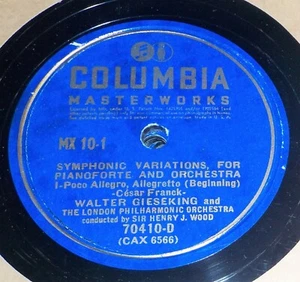 COLUMBIA
MASTERWORKS
MX 10-1
SYMPHONIC VARIATIONS, FOR
PIANOFORTE AND ORCHESTRA
I-Poco Allegro, Allegretto (Beginning)
-César Franck-
WALTER GIESEKING and
THE LONDON PHILHARMONIC ORCHESTRA
conducted by SIR HENRY J. WOOD
70410-D
(CAX 6566)